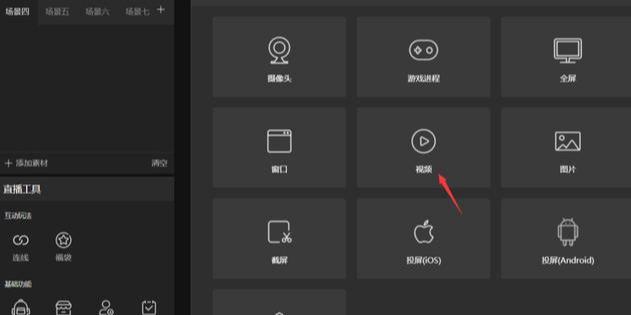 场景四 场景五 场景六 场景七 +
摄像头 游戏进程 全屏
窗口 视频 图片
+ 添加素材 清空
直播工具
互动玩法
连线 福袋
截屏 投屏(iOS) 投屏(Android)
基础功能